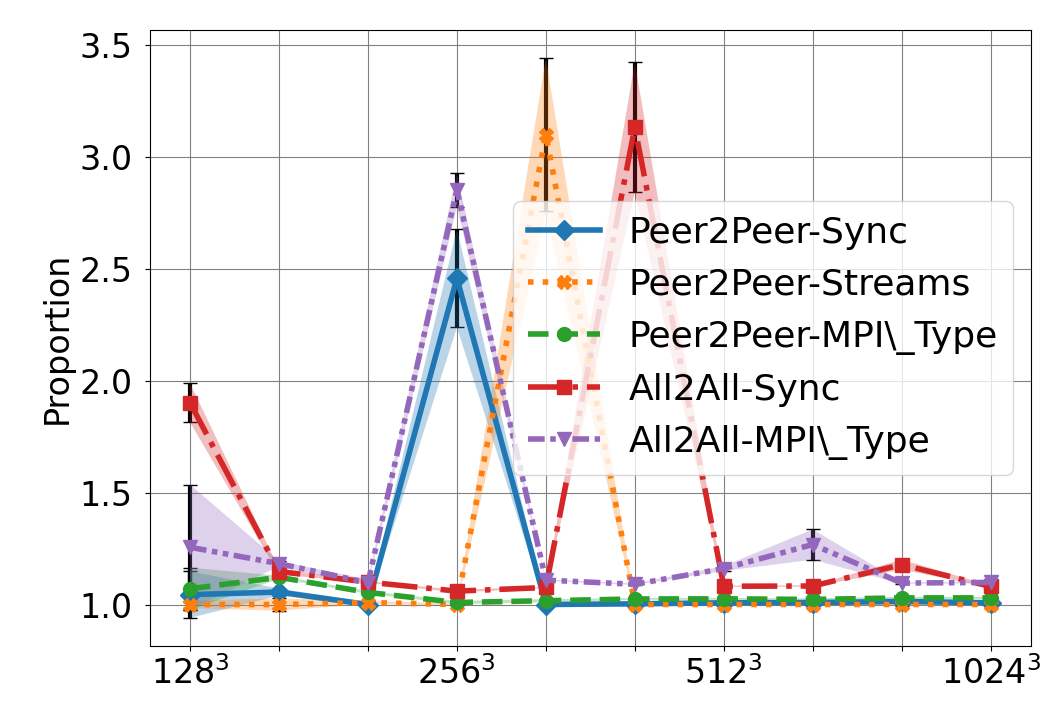 Proportion
3.5
3.0
2.5
2.0
1.5
1.0
128³
256³
512³
1024³
Peer2Peer-Sync
Peer2Peer-Streams
Peer2Peer-MPI\_Type
All2All-Sync
All2All-MPI\_Type